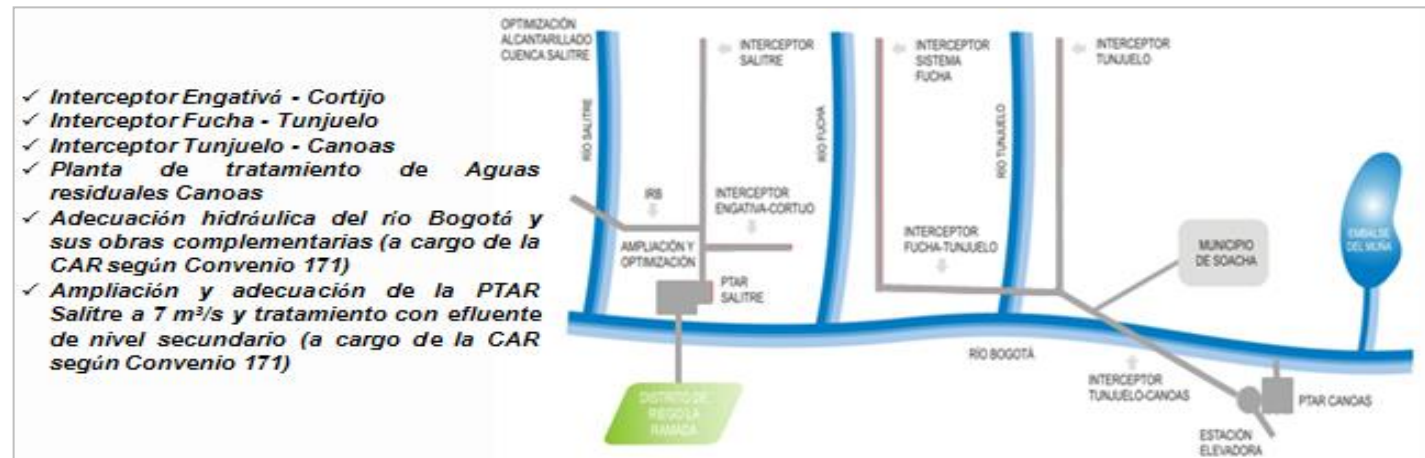 ✓ Interceptor Engativá - Cortijo
✓ Interceptor Fucha - Tunjuelo
✓ Interceptor Tunjuelo - Canoas
✓ Planta de tratamiento de Aguas
residuales Canoas
✓ Adecuación hidráulica del río Bogotá y
sus obras complementarias (a cargo de la
CAR según Convenio 171)
✓ Ampliación y adecuación de la PTAR
Salitre a 7 m³/s y tratamiento con efluente
de nivel secundario (a cargo de la CAR
según Convenio 171)
OPTIMIZACIÓN
ALCANTARILLADO
CUENCA SALITRE
INTERCEPTOR
SALITRE
INTERCEPTOR
SISTEMA
FUCHA
INTERCEPTOR
TUNJUELO
RÍO SALITRE
RÍO FUCHA
RÍO TUNJUELO
IRB
INTERCEPTOR
ENGATIVA-CORTIJO
AMPLIACIÓN Y
OPTIMIZACIÓN
INTERCEPTOR
FUCHA-TUNJUELO
MUNICIPIO
DE SOACHA
EMBALSE
DEL MUÑA
PTAR
SALITRE
RÍO BOGOTÁ
INTERCEPTOR
TUNJUELO-CANOAS
PTAR CANOAS
DISTRITO DE
RIEGO LA
RAMADA
ESTACIÓN
ELEVADORA